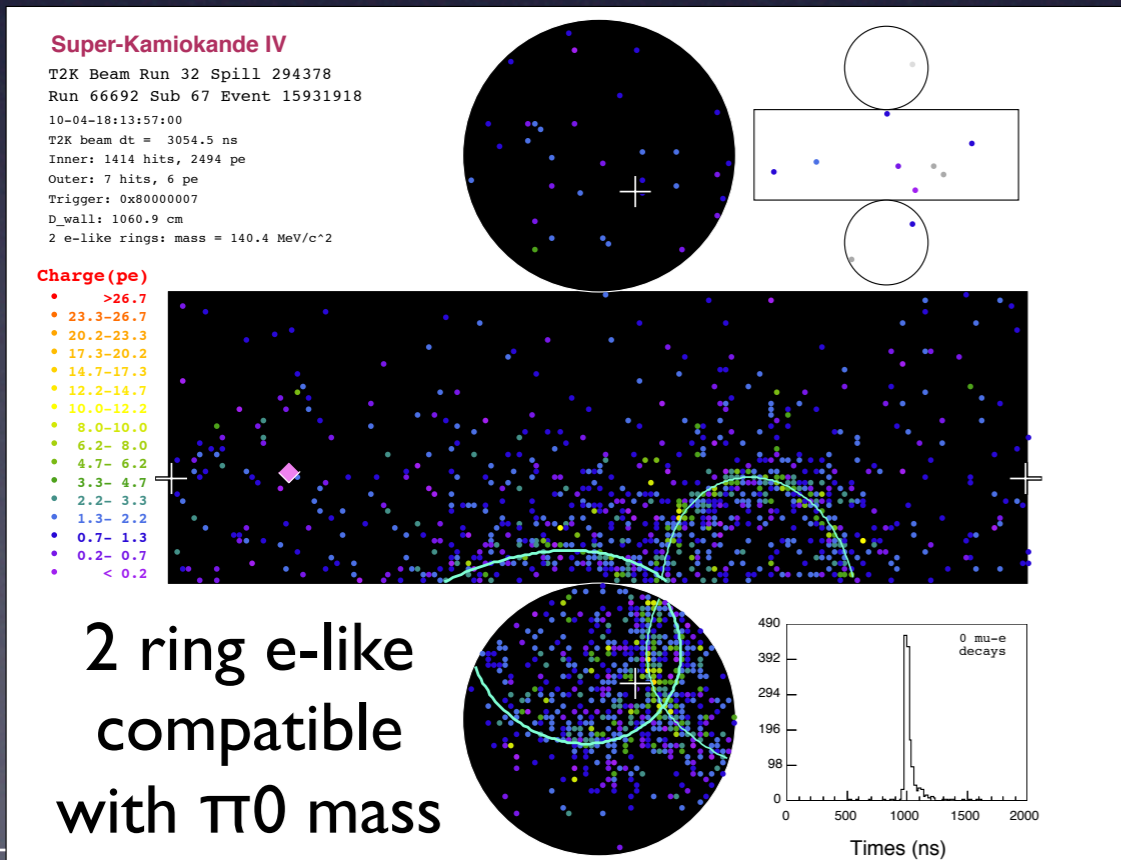 Super-Kamiokande IV
T2K Beam Run 32 Spill 294378
Run 66692 Sub 67 Event 15931918
10-04-18:13:57:00
T2K beam dt = 3054.5 ns
Inner: 1414 hits, 2494 pe
Outer: 7 hits, 6 pe
Trigger: 0x80000007
D_wall: 1060.9 cm
2 e-like rings: mass = 140.4 MeV/c^2
Charge(pe)
>26.7
23.3-26.7
20.2-23.3
17.3-20.2
14.7-17.3
12.2-14.7
10.0-12.2
8.0-10.0
6.2- 8.0
4.7- 6.2
3.3- 4.7
2.2- 3.3
1.3- 2.2
0.7- 1.3
0.2- 0.7
< 0.2
2 ring e-like
compatible
with π0 mass
0 mu-e
decays
490
392
294
196
98
0
0 500 1000 1500 2000
Times (ns)